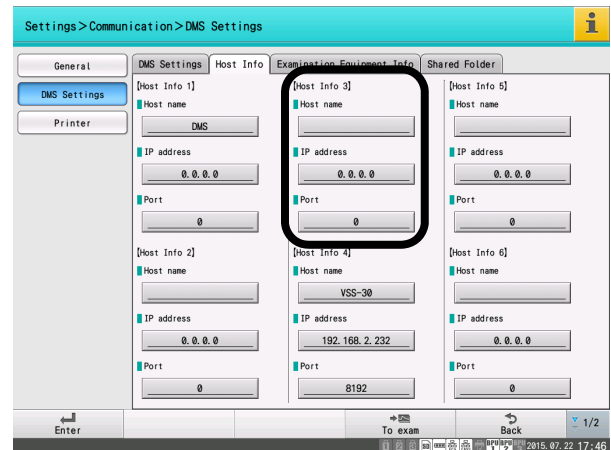 Settings＞Communication＞DMS Settings
General
DMS Settings
Printer
DMS Settings
Host Info
Examination Equipment Info
Shared Folder
[Host Info 1]
Host name
DMS
IP address
0.0.0.0
Port
0
[Host Info 2]
Host name
IP address
0.0.0.0
Port
0
[Host Info 3]
Host name
IP address
0.0.0.0
Port
0
[Host Info 4]
Host name
VSS-30
IP address
192.168.2.232
Port
8192
[Host Info 5]
Host name
IP address
0.0.0.0
Port
0
[Host Info 6]
Host name
IP address
0.0.0.0
Port
0
Enter
To exam
Back
1/2
SD
BPU 1
BPU 2
2015.07.22 17:46